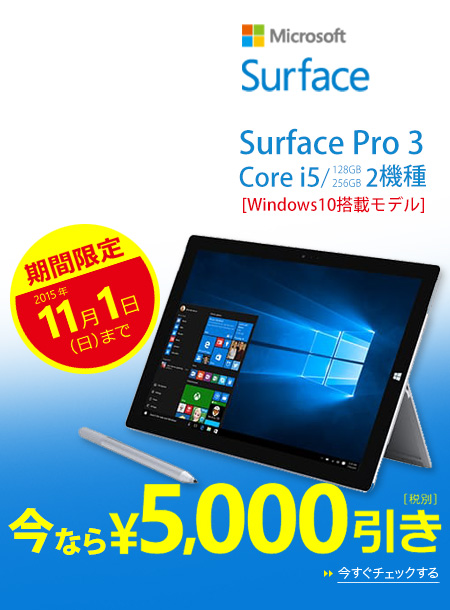 Microsoft
Surface
Surface Pro 3
Core i5/128GB 256GB 2機種
[Windows10搭載モデル]
期間限定
2015年
11月1日
(日)まで
[税別]
今なら¥5,000引き
今すぐチェックする